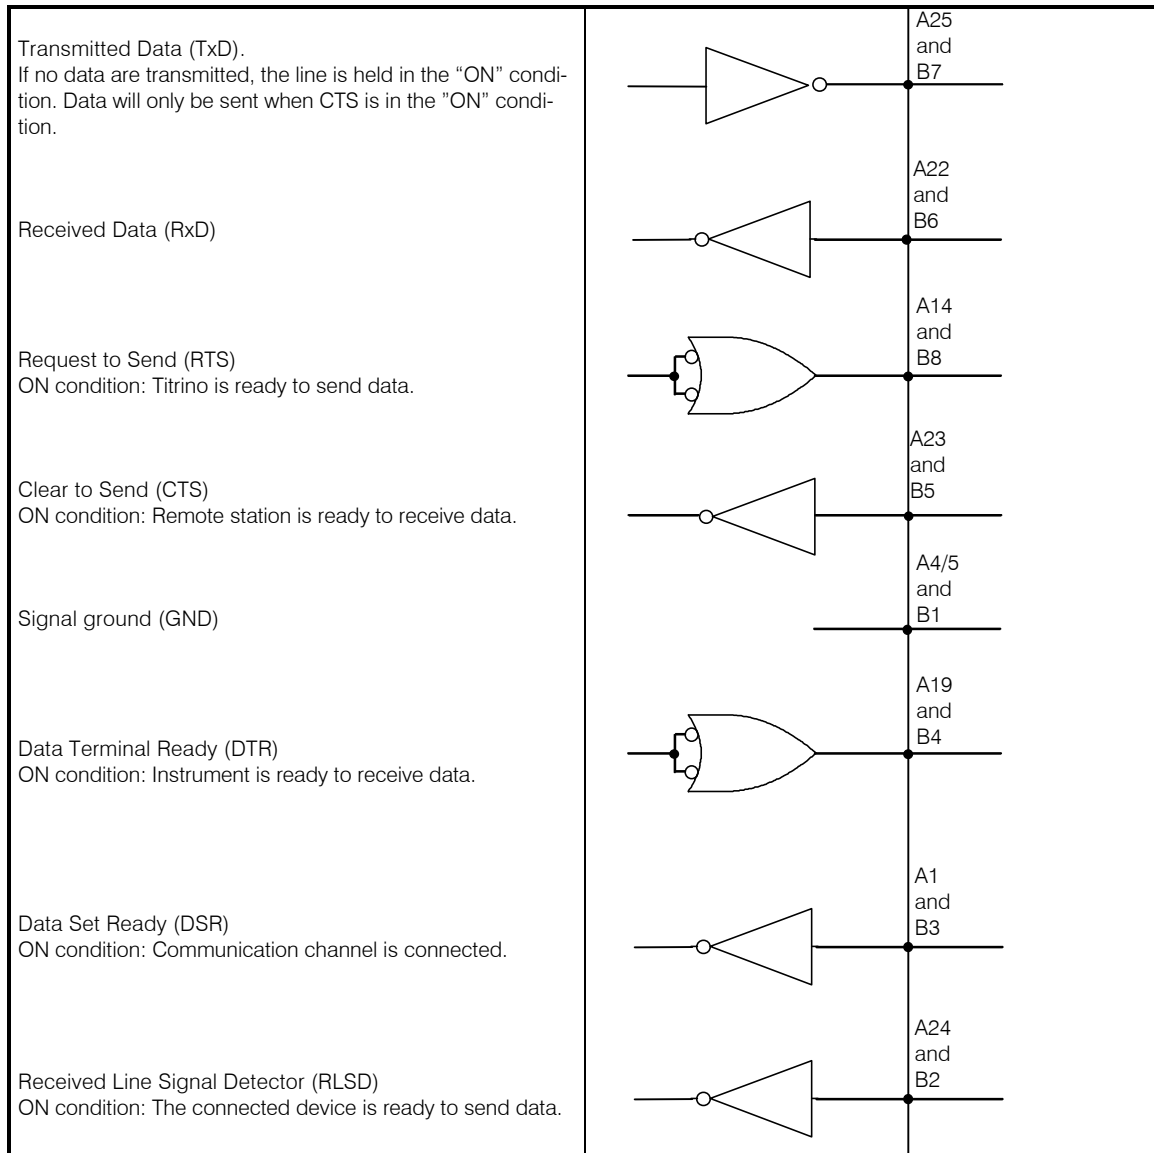 Transmitted Data (TxD).
If no data are transmitted, the line is held in the “ON” condi-
tion. Data will only be sent when CTS is in the ”ON” condi-
tion.
A25
and
B7
Received Data (RxD)
A22
and
B6
Request to Send (RTS)
ON condition: Titrino is ready to send data.
A14
and
B8
Clear to Send (CTS)
ON condition: Remote station is ready to receive data.
A23
and
B5
Signal ground (GND)
A4/5
and
B1
Data Terminal Ready (DTR)
ON condition: Instrument is ready to receive data.
A19
and
B4
Data Set Ready (DSR)
ON condition: Communication channel is connected.
A1
and
B3
Received Line Signal Detector (RLSD)
ON condition: The connected device is ready to send data.
A24
and
B2